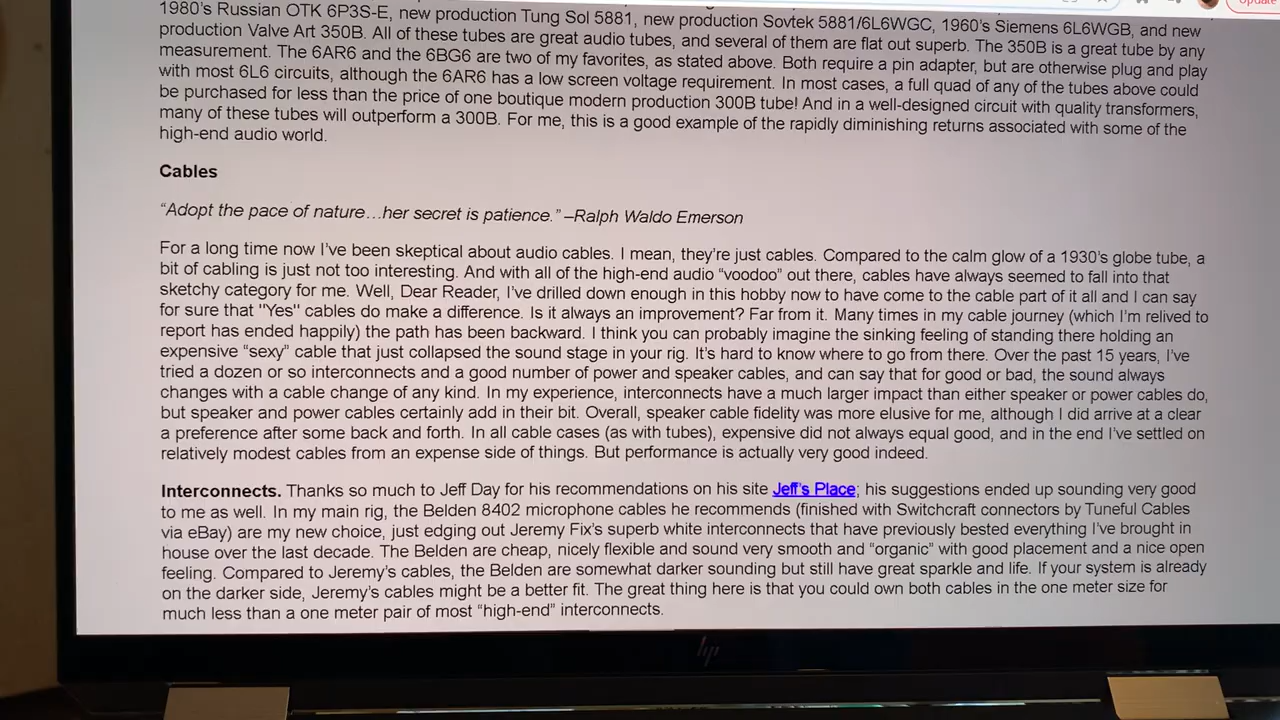 Update
1980's Russian OTK 6P3S-E, new production Tung Sol 5881, new production Sovtek 5881/6L6WGC, 1960's Siemens 6L6WGB, and new
production Valve Art 350B. All of these tubes are great audio tubes, and several of them are flat out superb. The 350B is a great tube by any
measurement. The 6AR6 and the 6BG6 are two of my favorites, as stated above. Both require a pin adapter, but are otherwise plug and play
with most 6L6 circuits, although the 6AR6 has a low screen voltage requirement. In most cases, a full quad of any of the tubes above could
be purchased for less than the price of one boutique modern production 300B tube! And in a well-designed circuit with quality transformers,
many of these tubes will outperform a 300B. For me, this is a good example of the rapidly diminishing returns associated with some of the
high-end audio world.
Cables
“Adopt the pace of nature…her secret is patience.” –Ralph Waldo Emerson
For a long time now I've been skeptical about audio cables. I mean, they're just cables. Compared to the calm glow of a 1930's globe tube, a
bit of cabling is just not too interesting. And with all of the high-end audio “voodoo” out there, cables have always seemed to fall into that
sketchy category for me. Well, Dear Reader, I've drilled down enough in this hobby now to have come to the cable part of it all and I can say
for sure that "Yes" cables do make a difference. Is it always an improvement? Far from it. Many times in my cable journey (which I'm relived to
report has ended happily) the path has been backward. I think you can probably imagine the sinking feeling of standing there holding an
expensive “sexy” cable that just collapsed the sound stage in your rig. It's hard to know where to go from there. Over the past 15 years, I've
tried a dozen or so interconnects and a good number of power and speaker cables, and can say that for good or bad, the sound always
changes with a cable change of any kind. In my experience, interconnects have a much larger impact than either speaker or power cables do,
but speaker and power cables certainly add in their bit. Overall, speaker cable fidelity was more elusive for me, although I did arrive at a clear
a preference after some back and forth. In all cable cases (as with tubes), expensive did not always equal good, and in the end I've settled on
relatively modest cables from an expense side of things. But performance is actually very good indeed.
Interconnects. Thanks so much to Jeff Day for his recommendations on his site Jeff's Place; his suggestions ended up sounding very good
to me as well. In my main rig, the Belden 8402 microphone cables he recommends (finished with Switchcraft connectors by Tuneful Cables
via eBay) are my new choice, just edging out Jeremy Fix's superb white interconnects that have previously bested everything I've brought in
house over the last decade. The Belden are cheap, nicely flexible and sound very smooth and “organic” with good placement and a nice open
feeling. Compared to Jeremy's cables, the Belden are somewhat darker sounding but still have great sparkle and life. If your system is already
on the darker side, Jeremy's cables might be a better fit. The great thing here is that you could own both cables in the one meter size for
much less than a one meter pair of most “high-end” interconnects.
hp